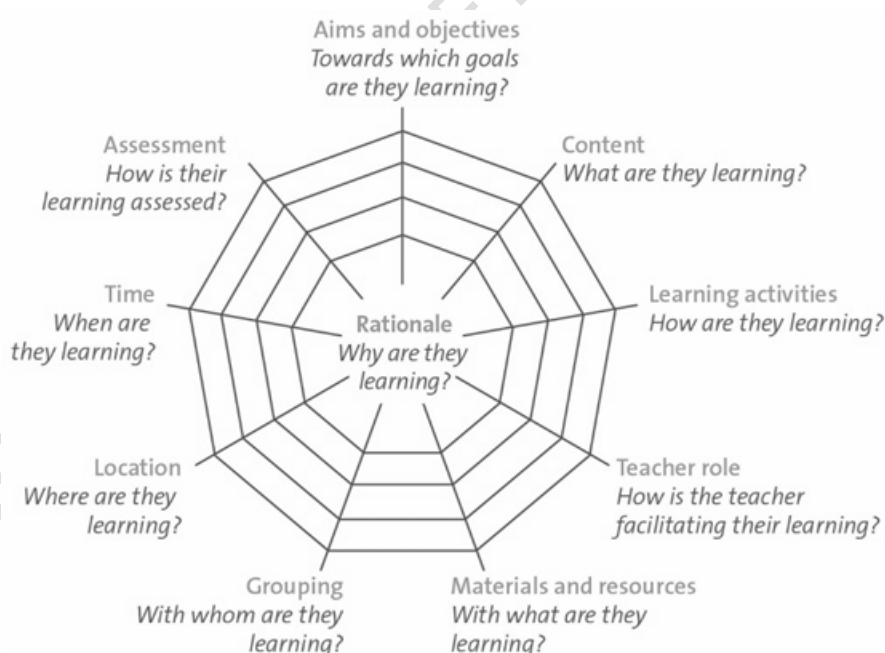 Aims and objectives
Towards which goals
are they learning?
Content
What are they learning?
Learning activities
How are they learning?
Teacher role
How is the teacher
facilitating their learning?
Materials and resources
With what are they
learning?
Grouping
With whom are they
learning?
Location
Where are they
learning?
Time
When are
they learning?
Assessment
How is their
learning assessed?
Rationale
Why are they
learning?